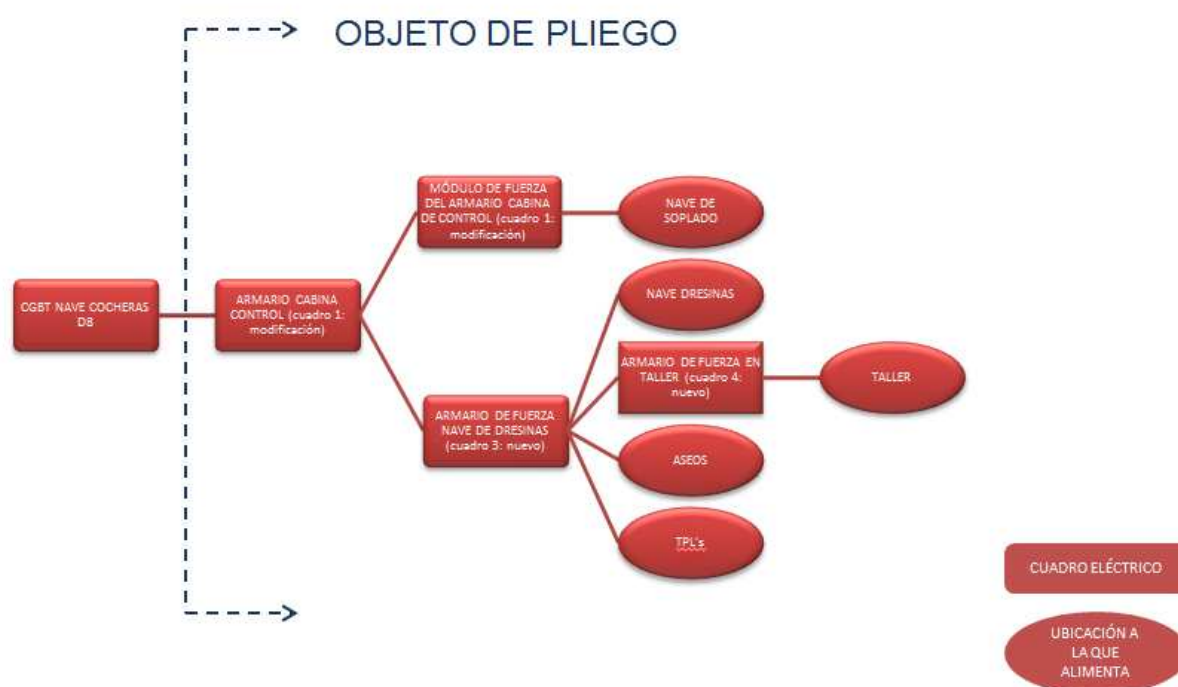 OBJETO DE PLIEGO
MÓDULO DE FUERZA
DEL ARMARIO CABINA
DE CONTROL (cuadro 1:
modificación)
NAVE DE
SOPLADO
CGBT NAVE COCHERAS
DB
ARMARIO CABINA
CONTROL (cuadro 1:
modificación)
NAVE DRESINAS
ARMARIO DE FUERZA EN
TALLER (cuadro 4:
nuevo)
TALLER
ARMARIO DE FUERZA
NAVE DE DRESINAS
(cuadro 3: nuevo)
ASEOS
TPL's
CUADRO ELÉCTRICO
UBICACIÓN A
LA QUE
ALIMENTA